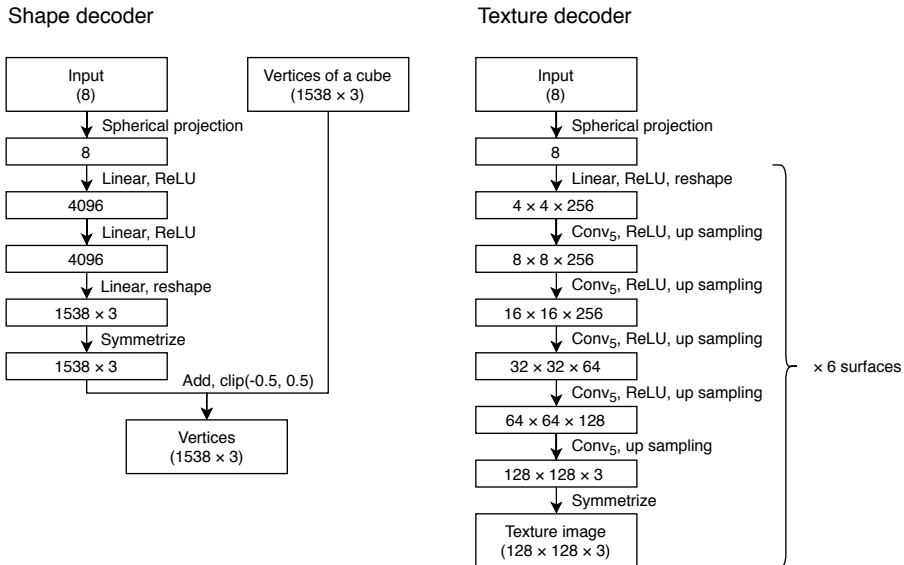 Shape decoder
Input
(8)
Vertices of a cube
(1538 × 3)
Spherical projection
8
Linear, ReLU
4096
Linear, ReLU
4096
Linear, reshape
1538 × 3
Symmetrize
1538 × 3
Add, clip(-0.5, 0.5)
Vertices
(1538 × 3)
Texture decoder
Input
(8)
Spherical projection
8
Linear, ReLU, reshape
4 × 4 × 256
Conv₅, ReLU, up sampling
8 × 8 × 256
Conv₅, ReLU, up sampling
16 × 16 × 256
Conv₅, ReLU, up sampling
32 × 32 × 64
Conv₅, ReLU, up sampling
64 × 64 × 128
Conv₅, up sampling
128 × 128 × 3
Symmetrize
Texture image
(128 × 128 × 3)
× 6 surfaces